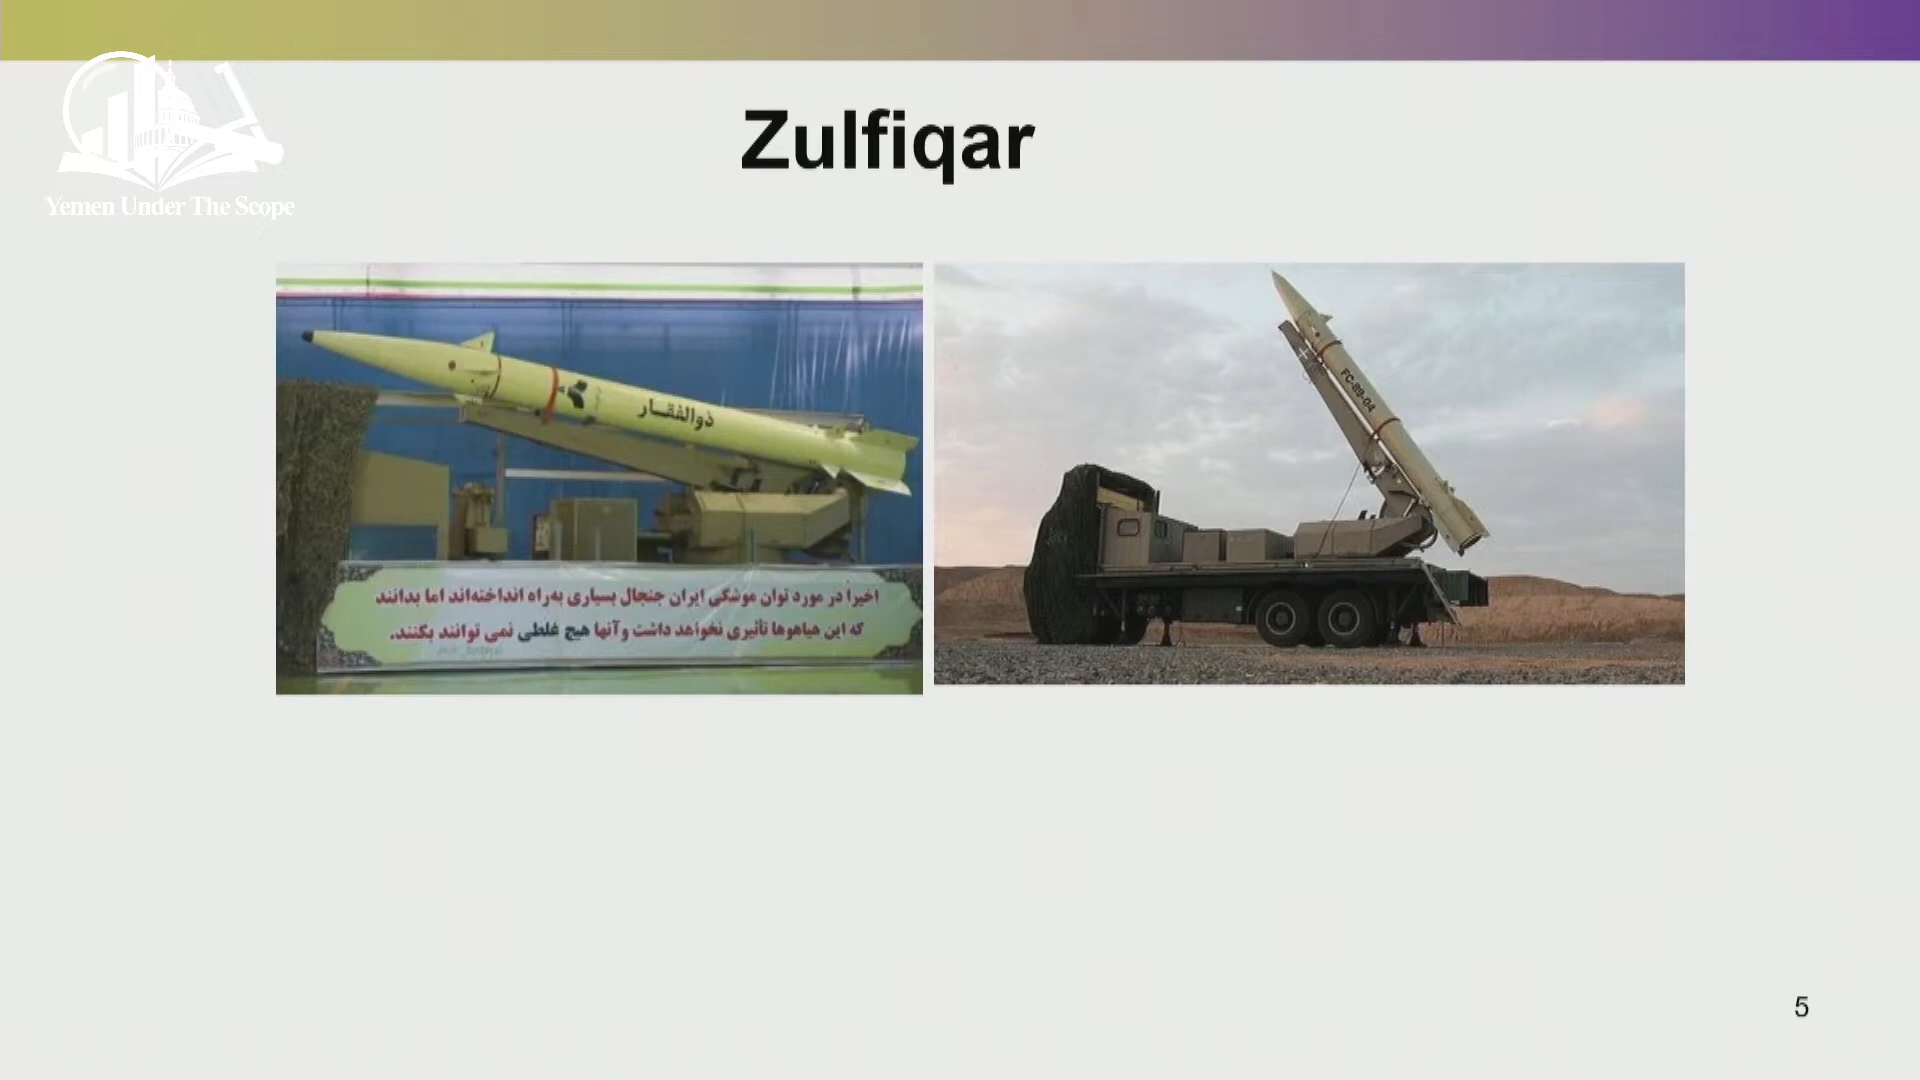 Yemen Under The Scope
Zulfiqar
ذوالفقـار
FC-89-04
اخیراً در مورد توان موشکی ایران جنجال بسیاری به‌راه انداخته‌اند اما بدانند
که این هیاهوها تأثیری نخواهد داشت و آنها هیچ غلطی نمی توانند بکنند.
5